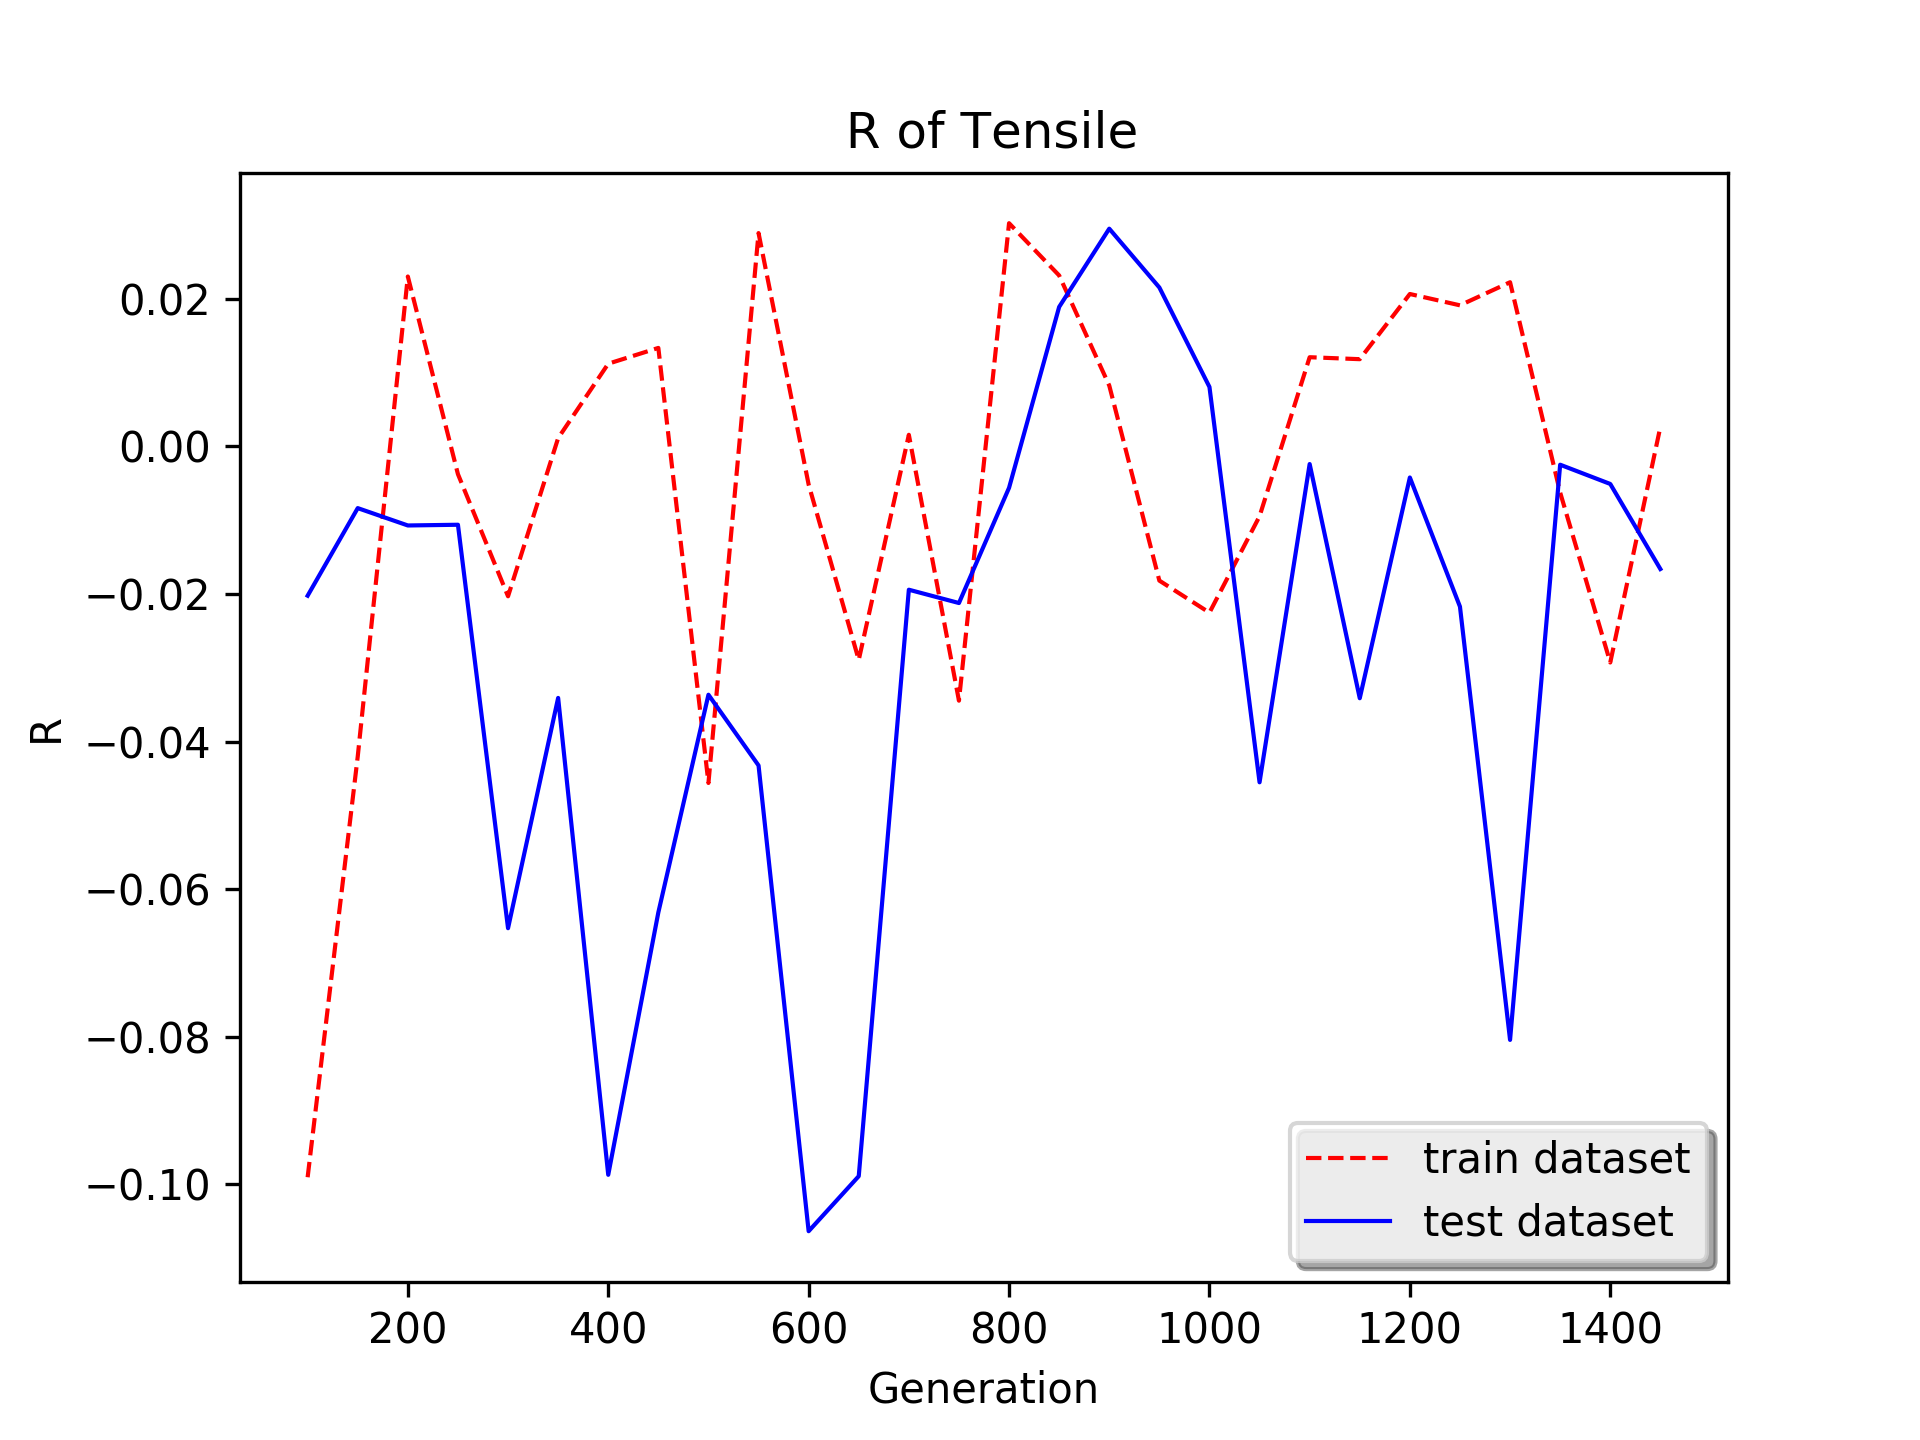 R of Tensile
R
0.02
0.00
−0.02
−0.04
−0.06
−0.08
−0.10
train dataset
test dataset
200 400 600 800 1000 1200 1400
Generation